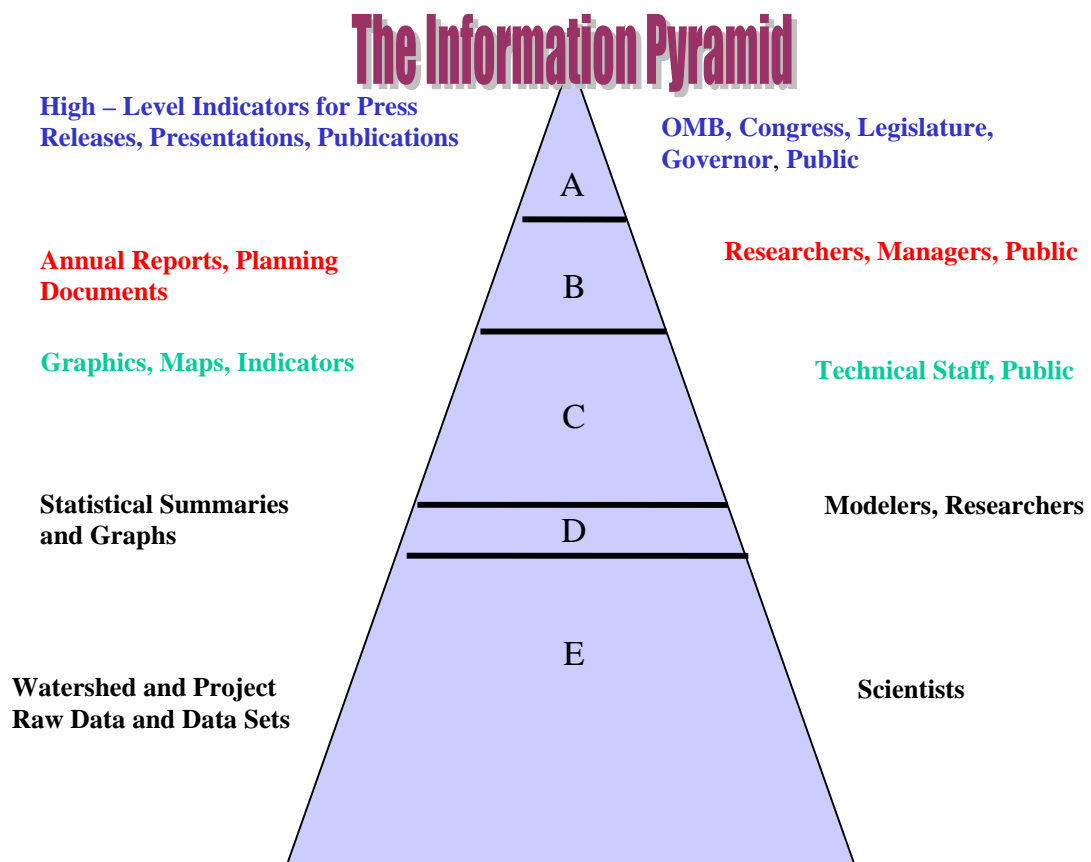 The Information Pyramid
High – Level Indicators for Press
Releases, Presentations, Publications
OMB, Congress, Legislature,
Governor, Public
A
Annual Reports, Planning
Documents
Researchers, Managers, Public
B
Graphics, Maps, Indicators
Technical Staff, Public
C
Statistical Summaries
and Graphs
Modelers, Researchers
D
E
Watershed and Project
Raw Data and Data Sets
Scientists